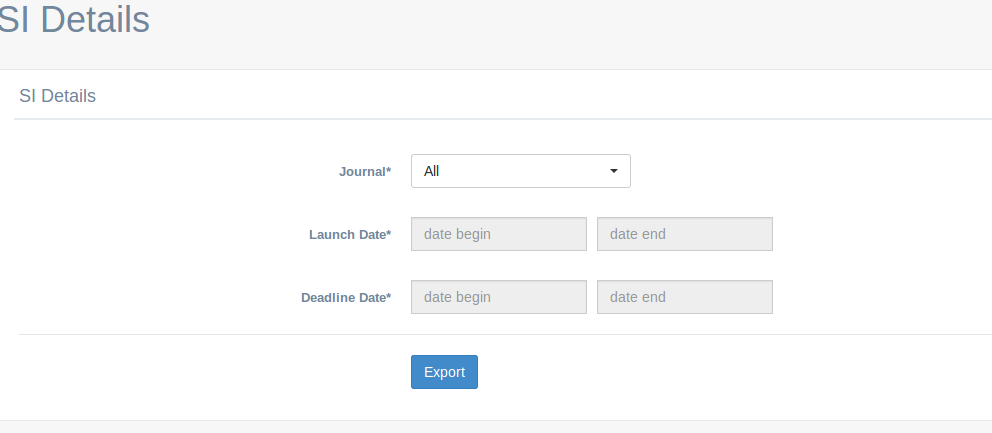 SI Details
SI Details
Journal* All
Launch Date* date begin date end
Deadline Date* date begin date end
Export